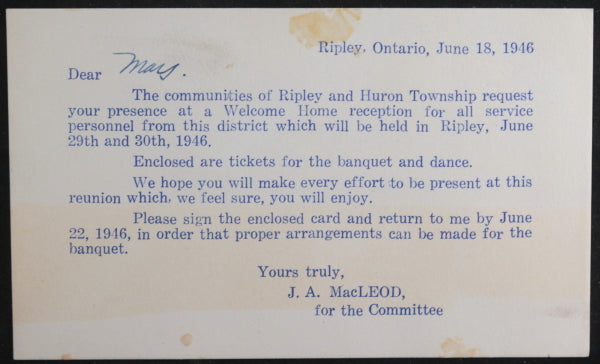 Ripley, Ontario, June 18, 1946
Dear Mary.
The communities of Ripley and Huron Township request
your presence at a Welcome Home reception for all service
personnel from this district which will be held in Ripley, June
29th and 30th, 1946.
Enclosed are tickets for the banquet and dance.
We hope you will make every effort to be present at this
reunion which, we feel sure, you will enjoy.
Please sign the enclosed card and return to me by June
22, 1946, in order that proper arrangements can be made for the
banquet.
Yours truly,
J. A. MacLEOD,
for the Committee